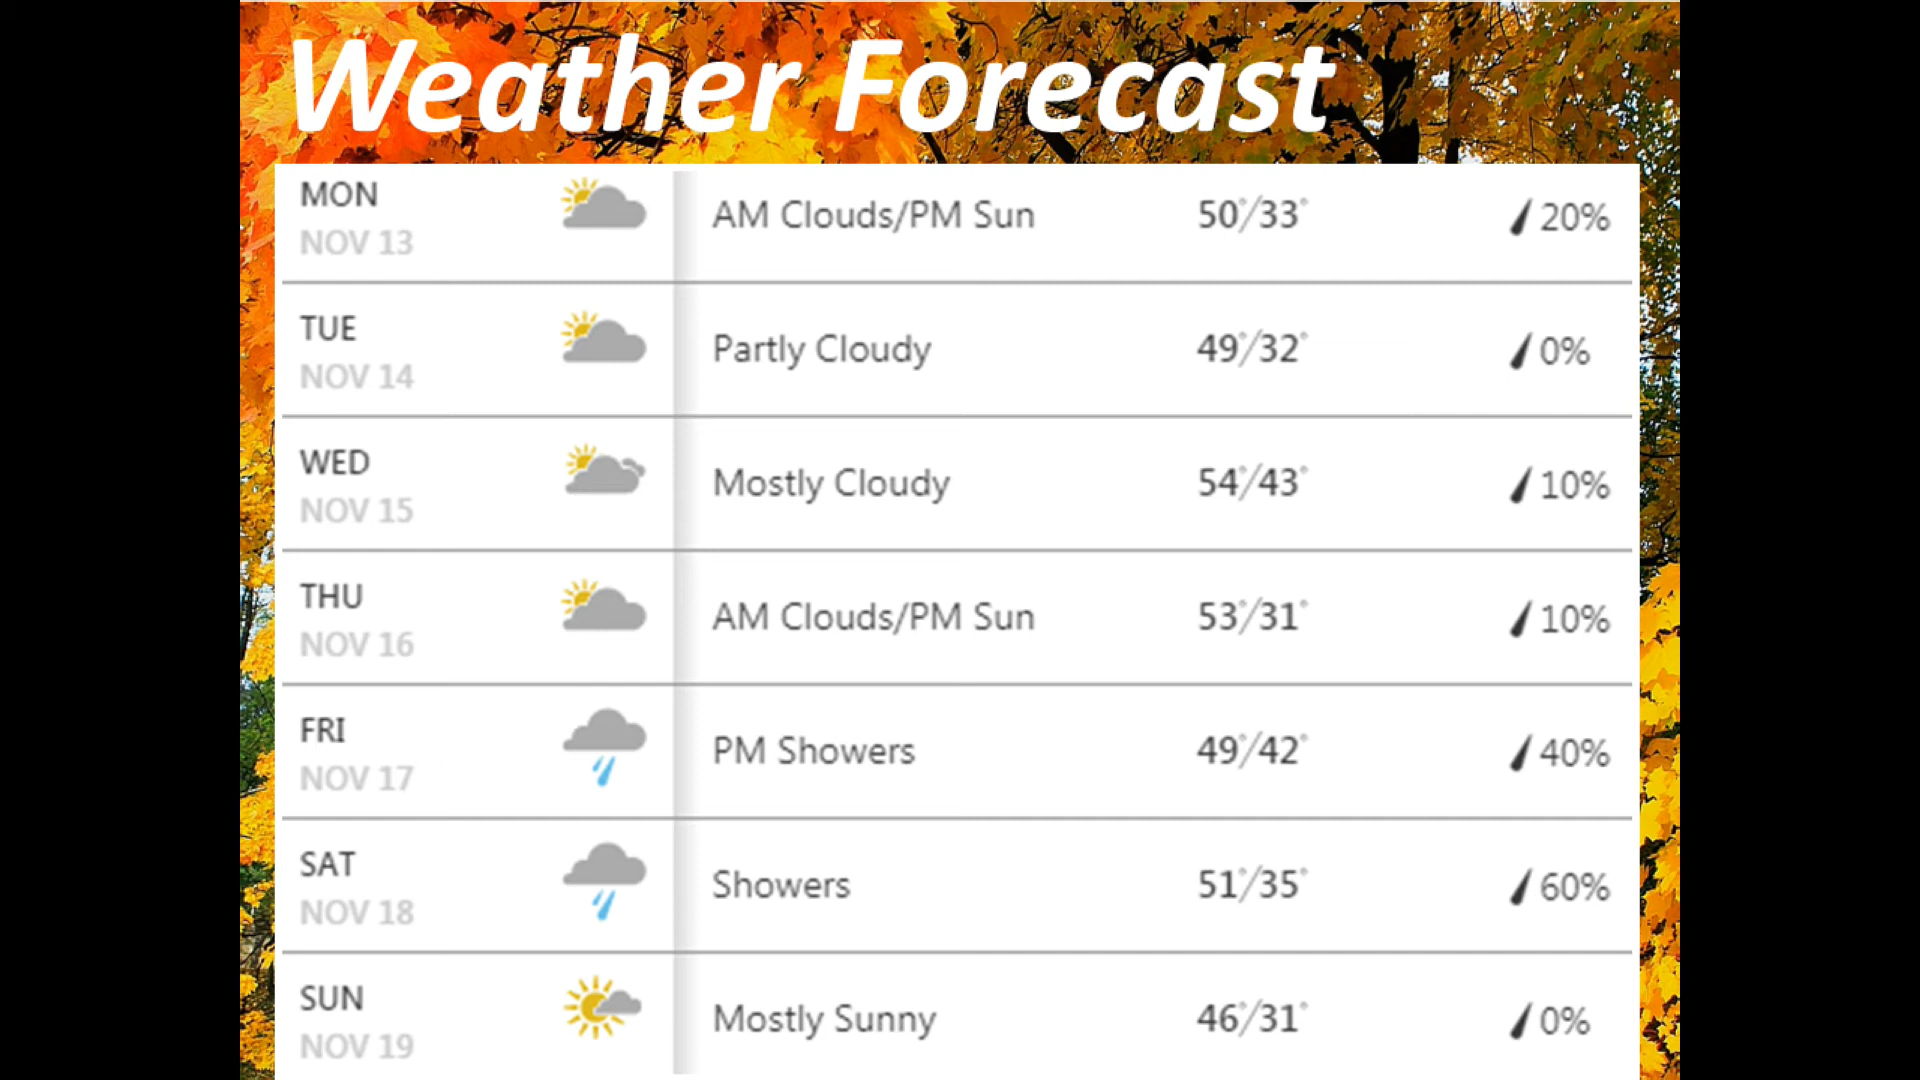 Weather Forecast
MON
NOV 13
AM Clouds/PM Sun 50°/33° 20%
TUE
NOV 14
Partly Cloudy 49°/32° 0%
WED
NOV 15
Mostly Cloudy 54°/43° 10%
THU
NOV 16
AM Clouds/PM Sun 53°/31° 10%
FRI
NOV 17
PM Showers 49°/42° 40%
SAT
NOV 18
Showers 51°/35° 60%
SUN
NOV 19
Mostly Sunny 46°/31° 0%